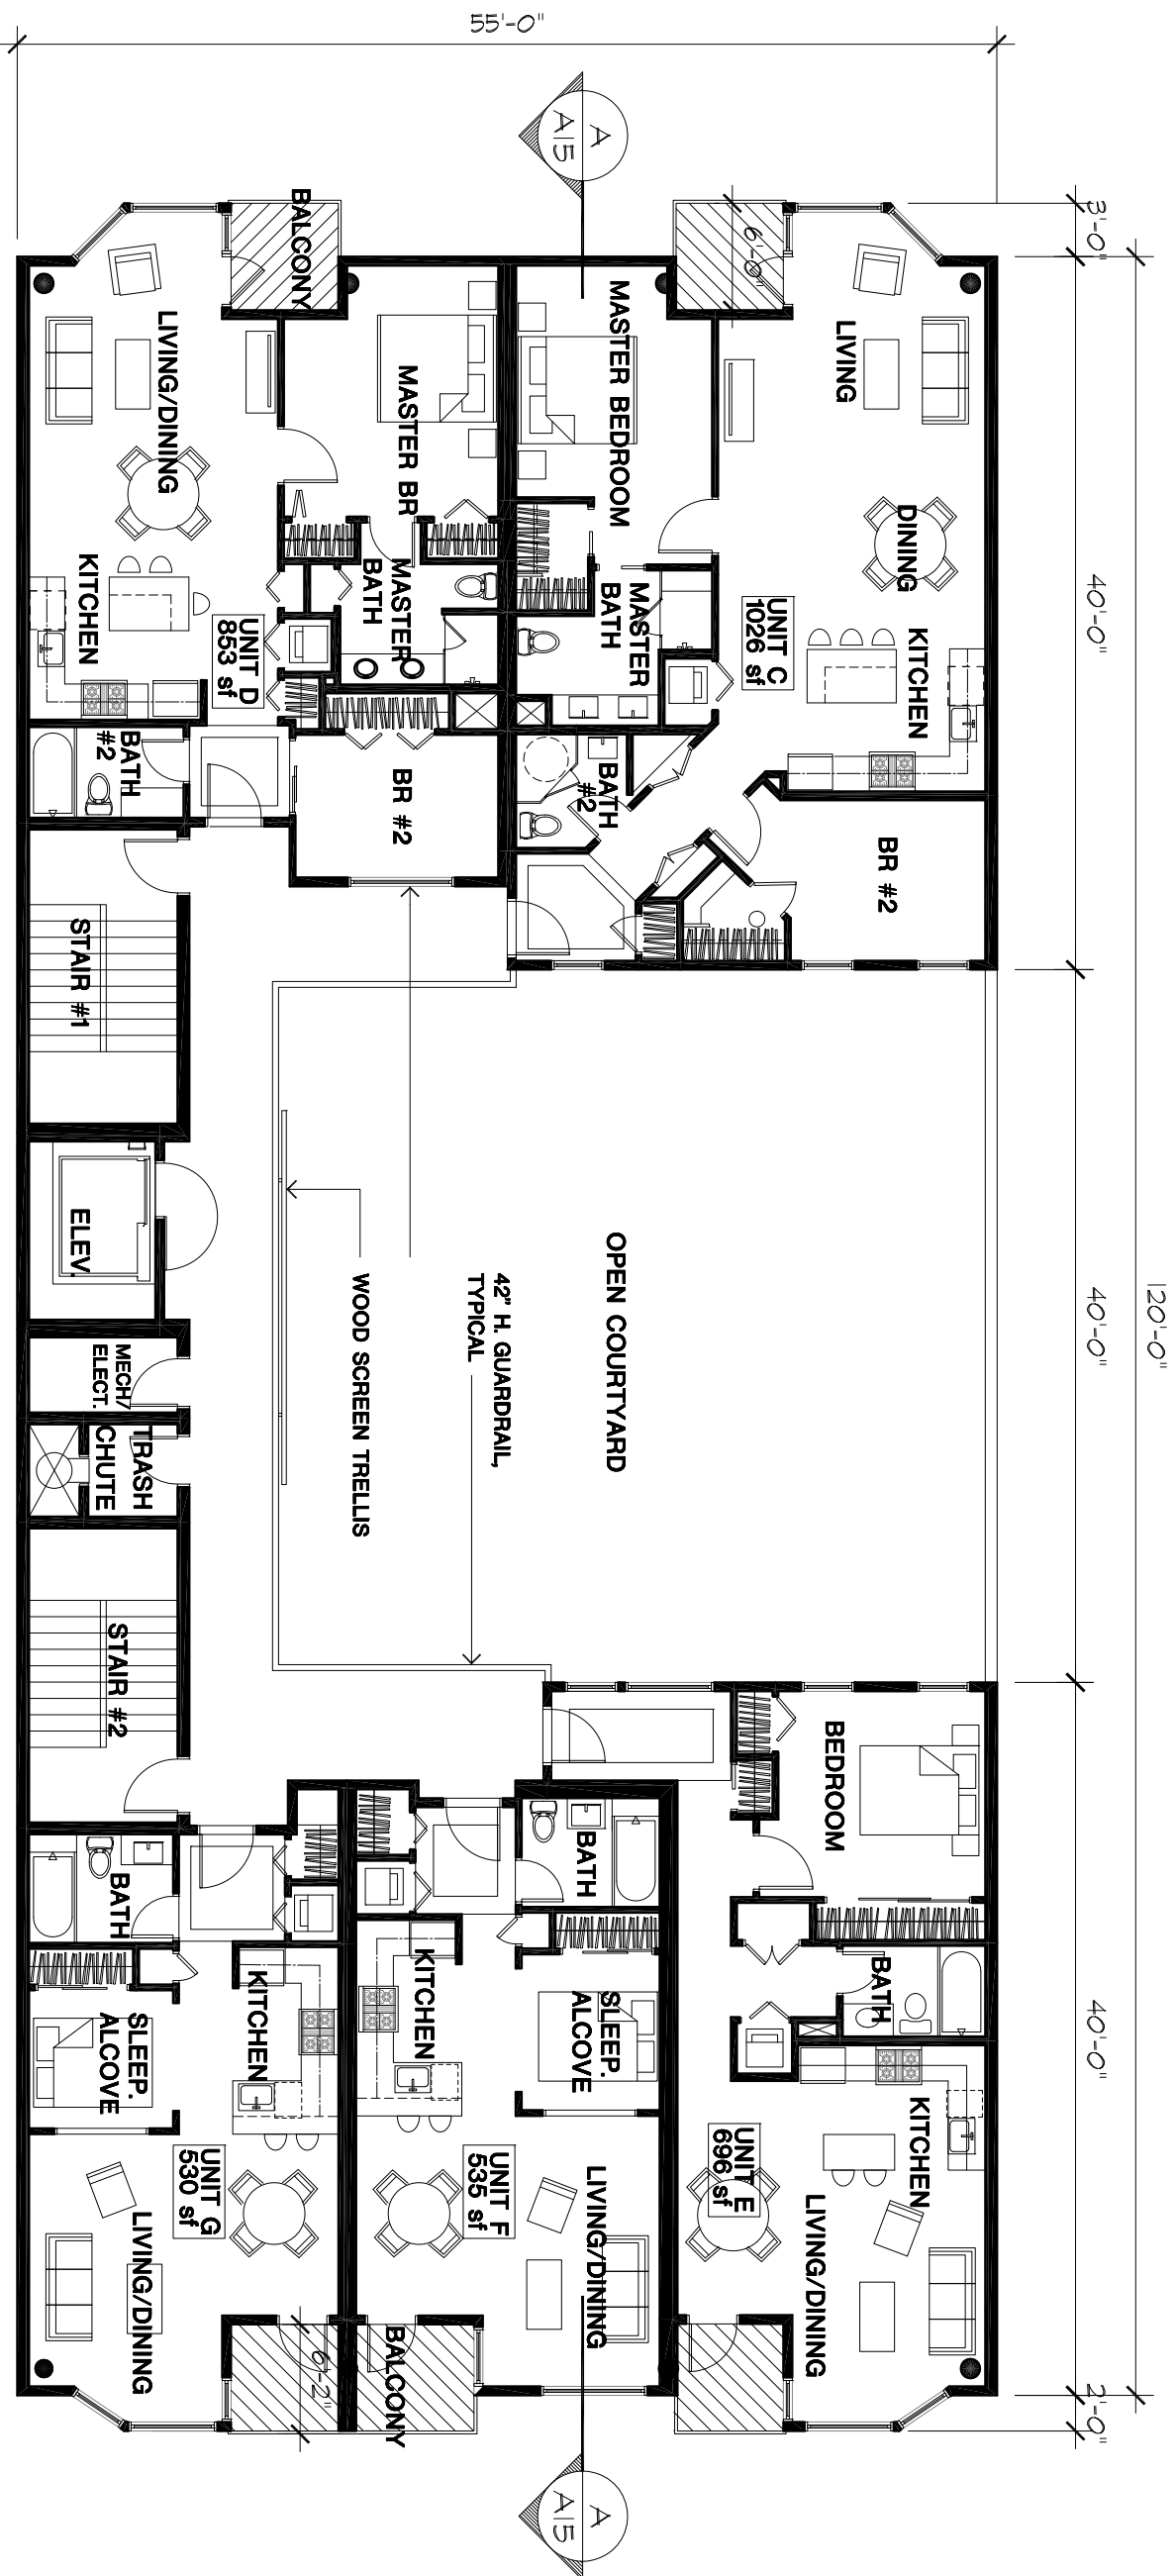 120'-0"
3'-0"
40'-0"
40'-0"
40'-0"
2'-0"
55'-0"
A
A15
6'-0"
LIVING
DINING
KITCHEN
UNIT C
1026 sf
MASTER BEDROOM
MASTER
BATH
BATH
#2
BR #2
BALCONY
LIVING/DINING
MASTER BR
MASTER
BATH
KITCHEN
UNIT D
853 sf
BATH
#2
BR #2
STAIR #1
ELEV.
MECH/
ELECT.
TRASH
CHUTE
STAIR #2
OPEN COURTYARD
42" H. GUARDRAIL,
TYPICAL
WOOD SCREEN TRELLIS
BEDROOM
BATH
KITCHEN
UNIT E
696 sf
LIVING/DINING
BATH
SLEEP.
ALCOVE
KITCHEN
UNIT F
535 sf
LIVING/DINING
BALCONY
BATH
SLEEP.
ALCOVE
KITCHEN
UNIT G
530 sf
LIVING/DINING
6'-2"
A
A15